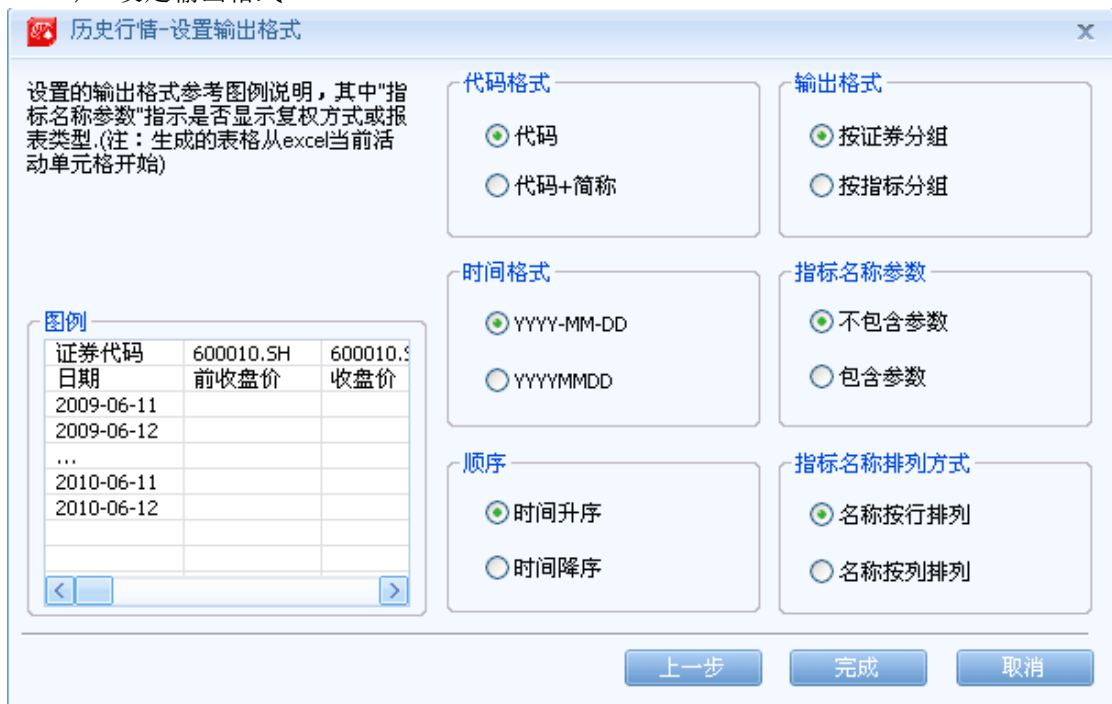 历史行情-设置输出格式
设置的输出格式参考图例说明，其中"指
标名称参数"指示是否显示复权方式或报
表类型.(注：生成的表格从excel当前活
动单元格开始)
图例
证券代码 600010.SH 600010.S
日期 前收盘价 收盘价
2009-06-11
2009-06-12
...
2010-06-11
2010-06-12
代码格式
代码
代码+简称
输出格式
按证券分组
按指标分组
时间格式
YYYY-MM-DD
YYYYMMDD
指标名称参数
不包含参数
包含参数
顺序
时间升序
时间降序
指标名称排列方式
名称按行排列
名称按列排列
上一步 完成 取消